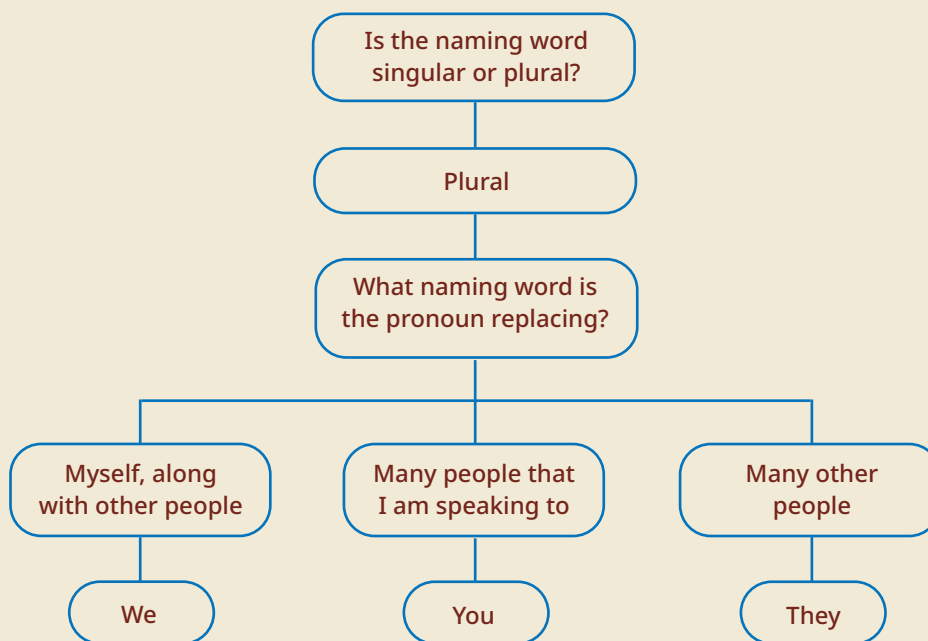 Is the naming word
singular or plural?
Plural
What naming word is
the pronoun replacing?
Myself, along
with other people
Many people that
I am speaking to
Many other
people
We
You
They